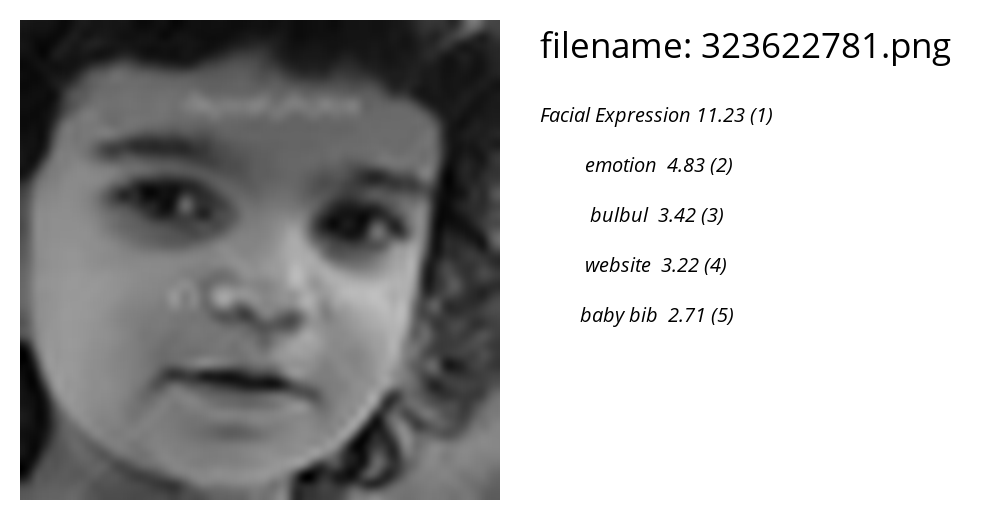 filename: 323622781.png
Facial Expression 11.23 (1)
emotion 4.83 (2)
bulbul 3.42 (3)
website 3.22 (4)
baby bib 2.71 (5)